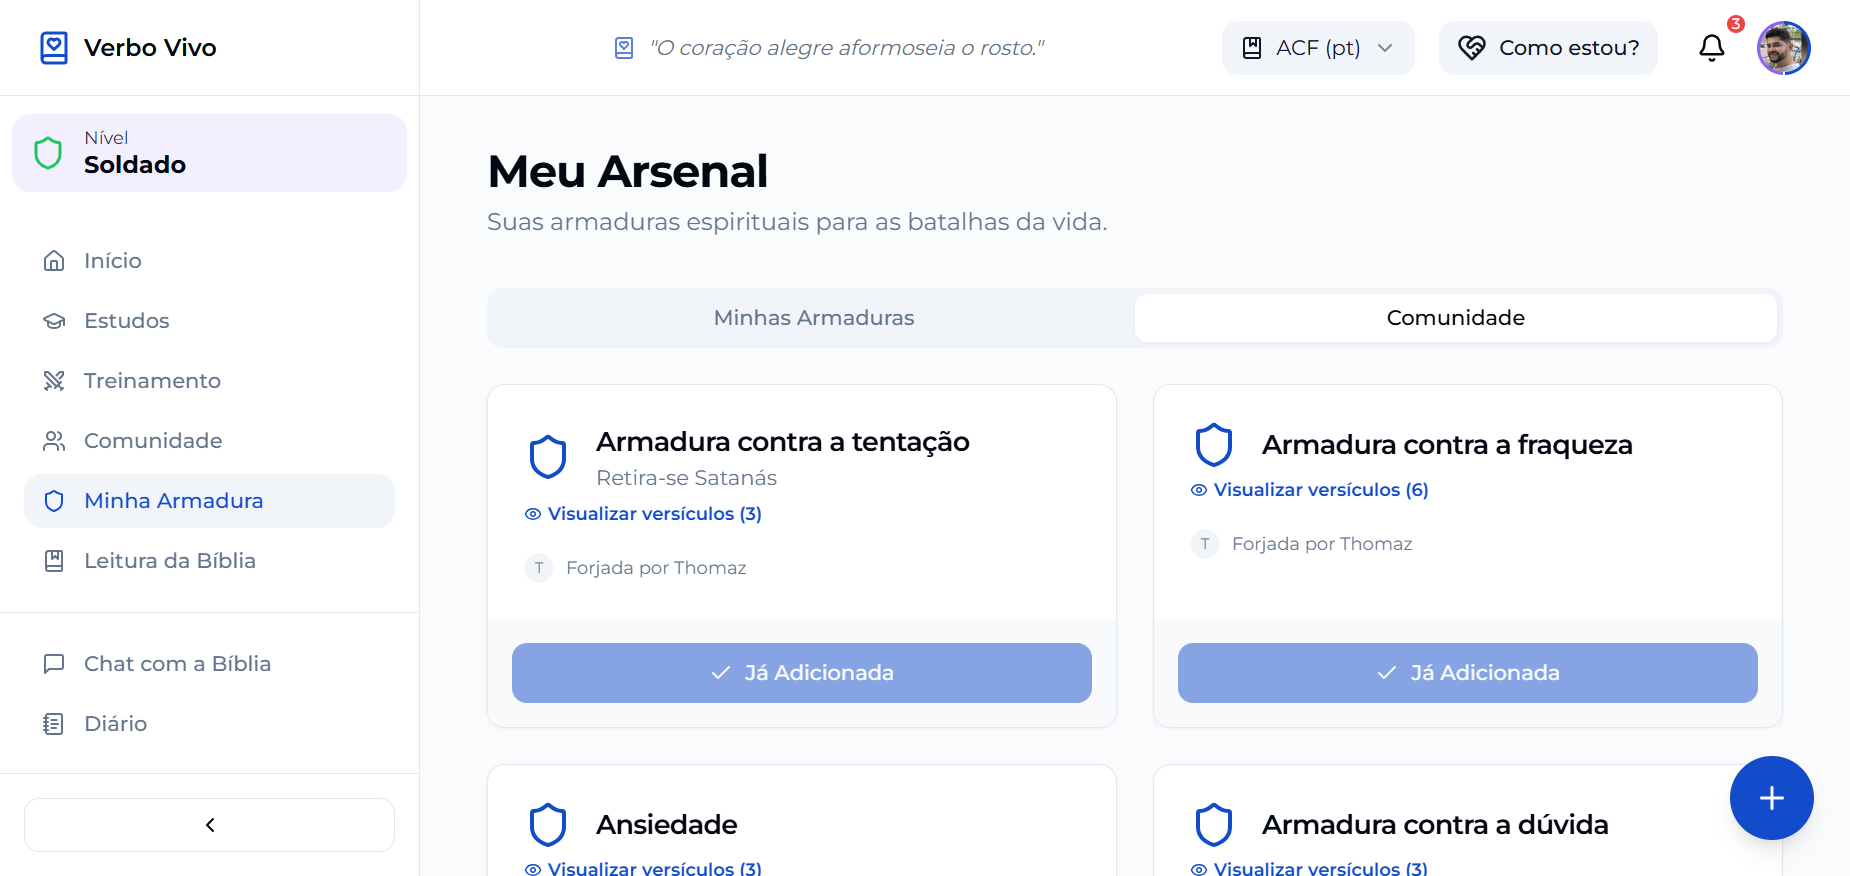 Verbo Vivo
"O coração alegre aformoseia o rosto."
ACF (pt)
Como estou?
3
Nível
Soldado
Início
Estudos
Treinamento
Comunidade
Minha Armadura
Leitura da Bíblia
Chat com a Bíblia
Diário
Meu Arsenal
Suas armaduras espirituais para as batalhas da vida.
Minhas Armaduras
Comunidade
Armadura contra a tentação
Retira-se Satanás
Visualizar versículos (3)
T
Forjada por Thomaz
Já Adicionada
Armadura contra a fraqueza
Visualizar versículos (6)
T
Forjada por Thomaz
Já Adicionada
Ansiedade
Visualizar versículos (3)
Armadura contra a dúvida
Visualizar versículos (3)